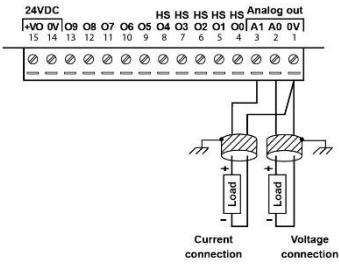 24VDC
HS HS HS HS HS Analog out
+VO 0V O9 O8 O7 O6 O5 O4 O3 O2 O1 O0 A1 A0 0V
15 14 13 12 11 10 9 8 7 6 5 4 3 2 1
+ +
Load Load
- -
Current connection
Voltage connection